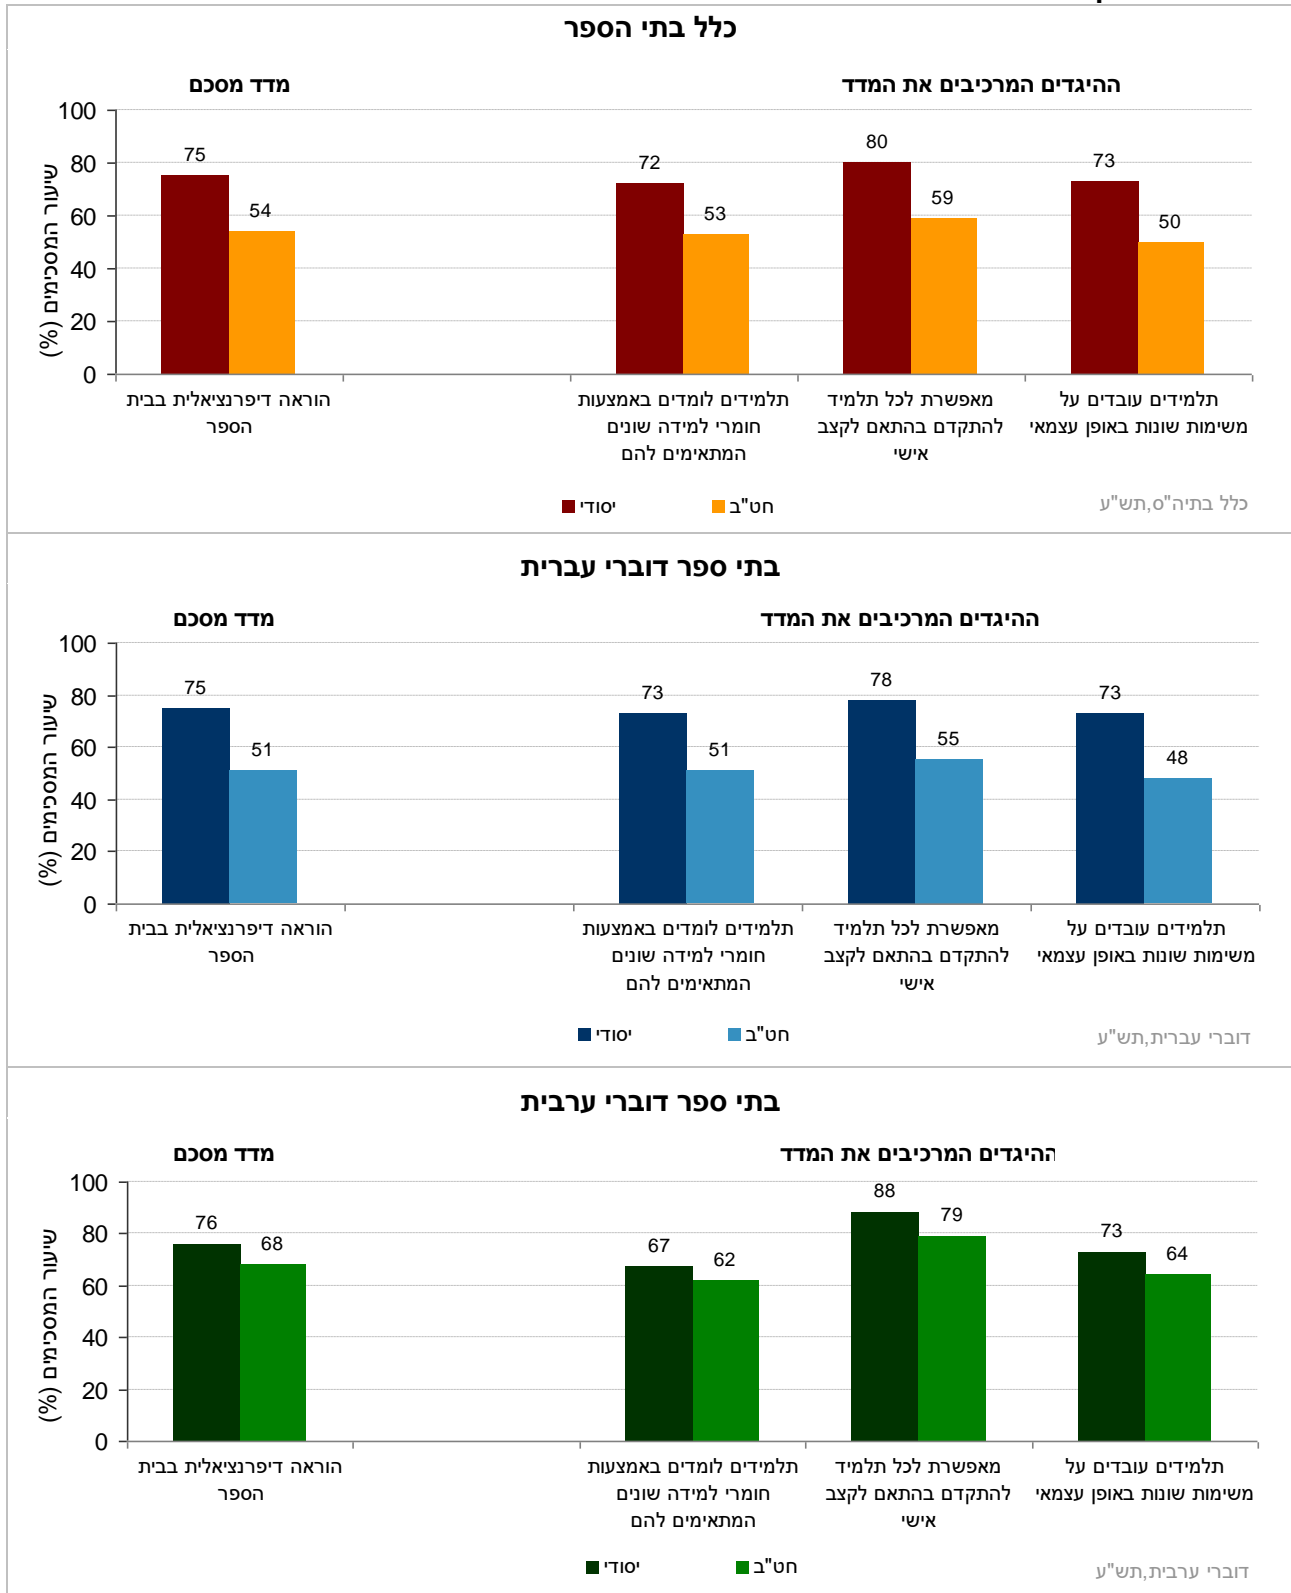 כלל בתי הספר
ההיגדים המרכיבים את המדד
מדד מסכם
שיעור המסכימים (%)
100
80
60
40
20
0
75
54
72
53
80
59
73
50
הוראה דיפרנציאלית בבית
הספר
תלמידים לומדים באמצעות
חומרי למידה שונים
המתאימים להם
מאפשרת לכל תלמיד
להתקדם בהתאם לקצב
אישי
תלמידים עובדים על
משימות שונות באופן עצמאי
יסודי
חט"ב
כלל בתיה"ס,תש"ע
בתי ספר דוברי עברית
ההיגדים המרכיבים את המדד
מדד מסכם
שיעור המסכימים (%)
100
80
60
40
20
0
75
51
73
51
78
55
73
48
הוראה דיפרנציאלית בבית
הספר
תלמידים לומדים באמצעות
חומרי למידה שונים
המתאימים להם
מאפשרת לכל תלמיד
להתקדם בהתאם לקצב
אישי
תלמידים עובדים על
משימות שונות באופן עצמאי
יסודי
חט"ב
דוברי עברית,תש"ע
בתי ספר דוברי ערבית
ההיגדים המרכיבים את המדד
מדד מסכם
שיעור המסכימים (%)
100
80
60
40
20
0
76
68
67
62
88
79
73
64
הוראה דיפרנציאלית בבית
הספר
תלמידים לומדים באמצעות
חומרי למידה שונים
המתאימים להם
מאפשרת לכל תלמיד
להתקדם בהתאם לקצב
אישי
תלמידים עובדים על
משימות שונות באופן עצמאי
יסודי
חט"ב
דוברי ערבית,תש"ע